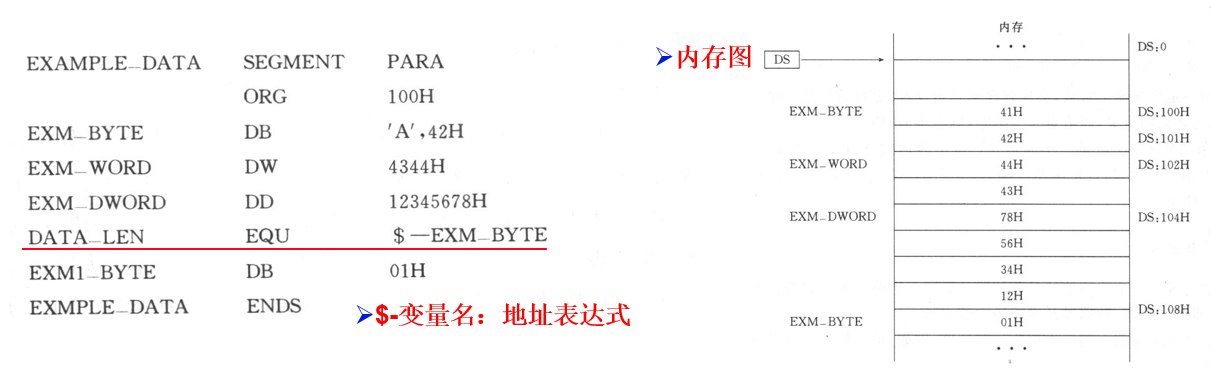 EXAMPLE_DATA SEGMENT PARA
ORG 100H
EXM_BYTE DB 'A',42H
EXM_WORD DW 4344H
EXM_DWORD DD 12345678H
DATA_LEN EQU $—EXM_BYTE
EXM1_BYTE DB 01H
EXMPLE_DATA ENDS
➢$-变量名：地址表达式
➢内存图
内存
DS
··· DS:0
EXM_BYTE 41H DS:100H
42H DS:101H
EXM_WORD 44H DS:102H
43H
EXM_DWORD 78H DS:104H
56H
34H
12H
DS:108H
EXM_BYTE 01H
···